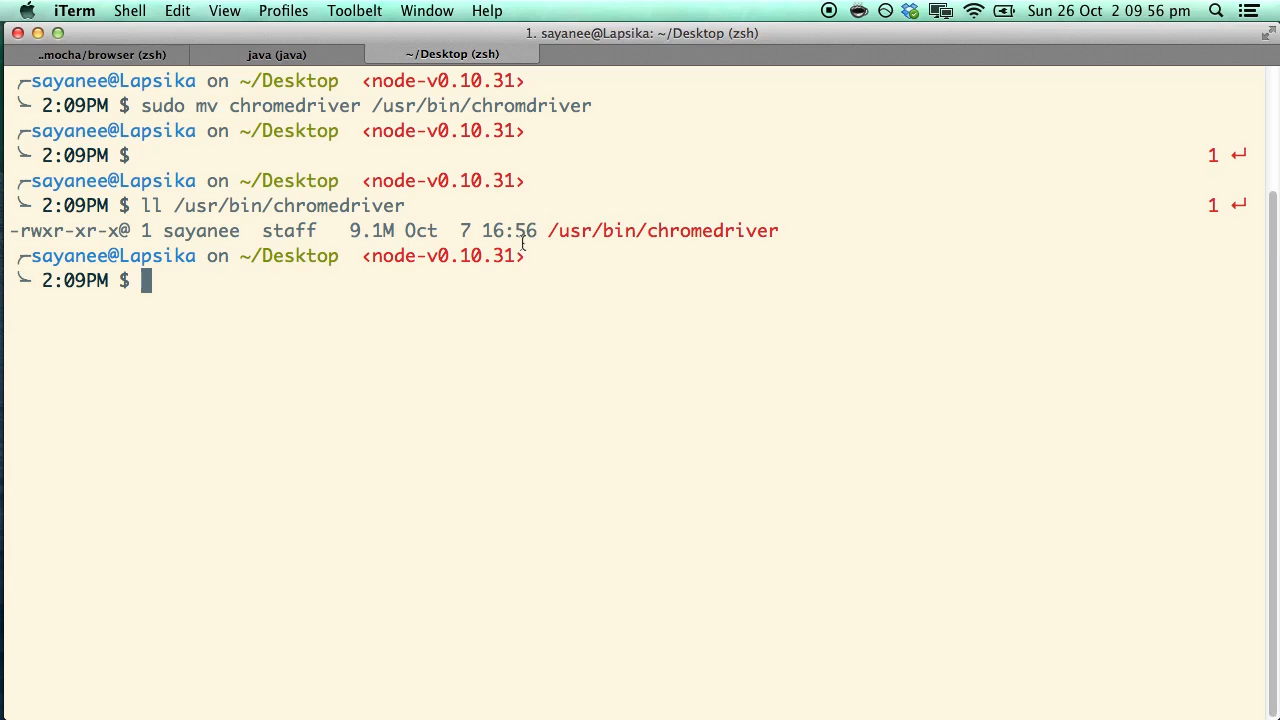 iTerm Shell Edit View Profiles Toolbelt Window Help Sun 26 Oct 2 09 56 pm
1. sayanee@Lapsika: ~/Desktop (zsh)
..mocha/browser (zsh) java (java) ~/Desktop (zsh)
╭─sayanee@Lapsika on ~/Desktop ‹node-v0.10.31›
╰─ 2:09PM $ sudo mv chromedriver /usr/bin/chromdriver
╭─sayanee@Lapsika on ~/Desktop ‹node-v0.10.31›
╰─ 2:09PM $ 1 ↵
╭─sayanee@Lapsika on ~/Desktop ‹node-v0.10.31›
╰─ 2:09PM $ ll /usr/bin/chromedriver 1 ↵
-rwxr-xr-x@ 1 sayanee staff 9.1M Oct 7 16:56 /usr/bin/chromedriver
╭─sayanee@Lapsika on ~/Desktop ‹node-v0.10.31›
╰─ 2:09PM $